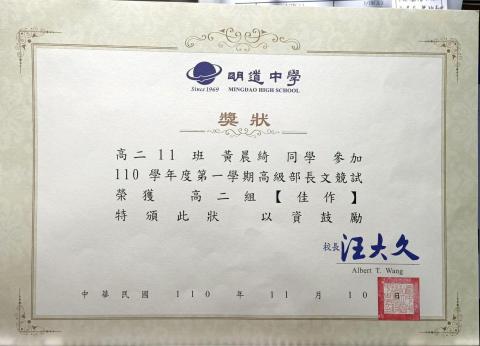 明道中學
Since 1969 MINGDAO HIGH SCHOOL
獎狀
高二 11 班 黃晨綺 同學 參加
110 學年度第一學期高級部長文競試
榮獲 高二組【佳作】
特頒此狀 以資鼓勵
校長 汪大久
Albert T. Wang
中華民國 110 年 11 月 10 日